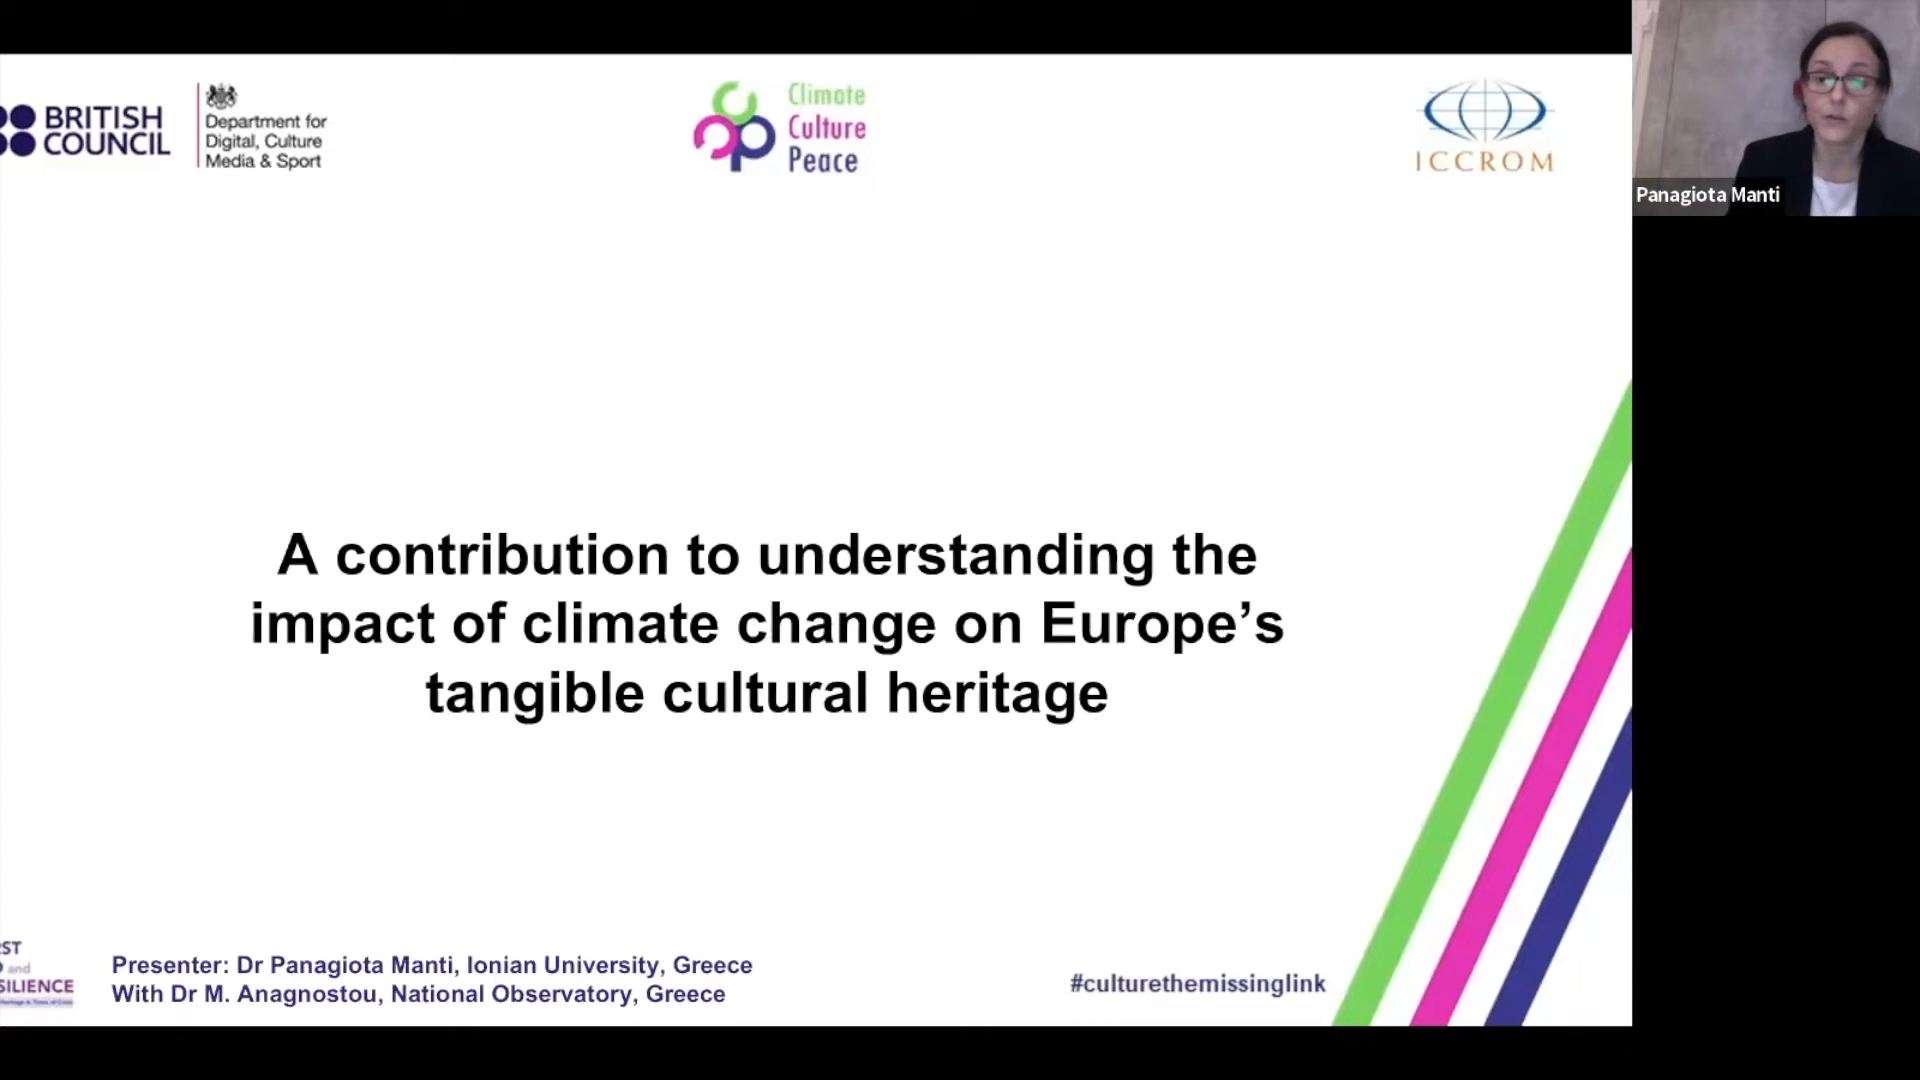 BRITISH
COUNCIL
Department for
Digital, Culture
Media & Sport
Climate
Culture
Peace
ICCROM
Panagiota Manti
A contribution to understanding the
impact of climate change on Europe's
tangible cultural heritage
and
Presenter: Dr Panagiota Manti, Ionian University, Greece
With Dr M. Anagnostou, National Observatory, Greece
#culturethemissinglink